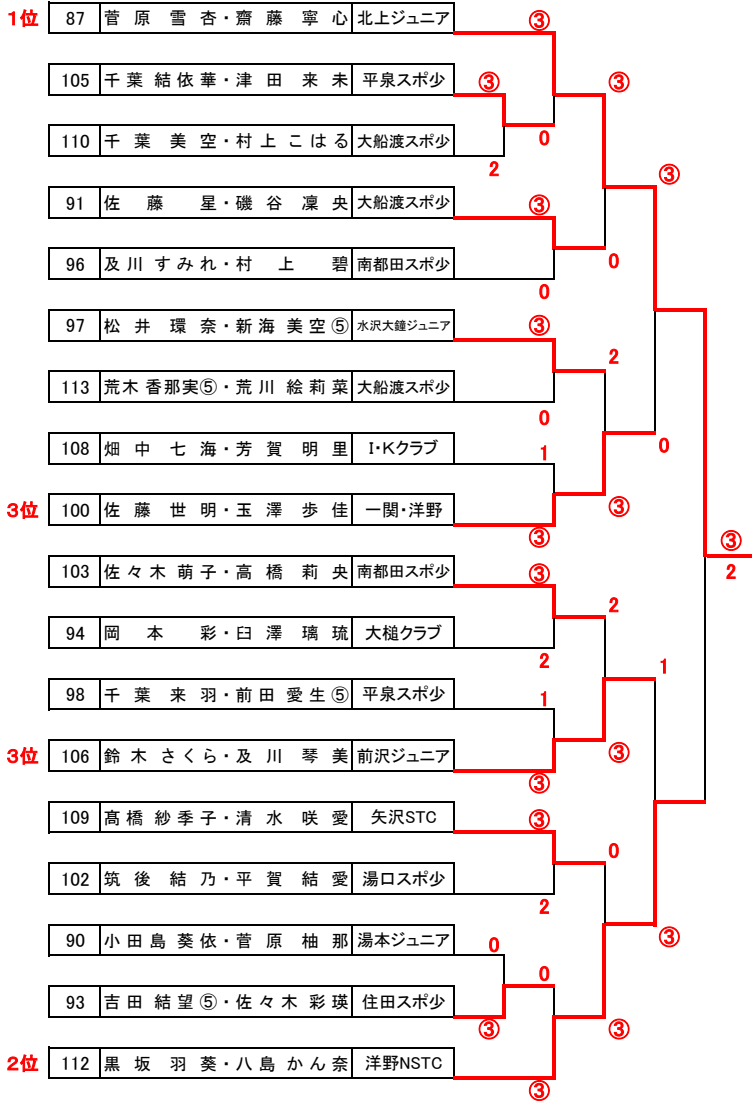 1位 87 菅原雪杏・齋藤寧心 北上ジュニア
③
105 千葉結依華・津田来未 平泉スポ少
③ ③
110 千葉美空・村上こはる 大船渡スポ少
0
2
③
91 佐藤星・磯谷凜央 大船渡スポ少
③
96 及川すみれ・村上碧 南都田スポ少
0
0
97 松井環奈・新海美空⑤ 水沢大鐘ジュニア
③
2
113 荒木香那実⑤・荒川絵莉菜 大船渡スポ少
0
108 畑中七海・芳賀明里 I・Kクラブ
1
0
3位 100 佐藤世明・玉澤歩佳 一関・洋野
③
③
③
2
103 佐々木萌子・高橋莉央 南都田スポ少
③
2
94 岡本彩・臼澤璃琉 大槌クラブ
2
1
98 千葉来羽・前田愛生⑤ 平泉スポ少
1
3位 106 鈴木さくら・及川琴美 前沢ジュニア
③
③
109 髙橋紗季子・清水咲愛 矢沢STC
③
0
102 筑後結乃・平賀結愛 湯口スポ少
2
90 小田島葵依・菅原柚那 湯本ジュニア
0
③
0
93 吉田結望⑤・佐々木彩瑛 住田スポ少
③
③
2位 112 黒坂羽葵・八島かん奈 洋野NSTC
③